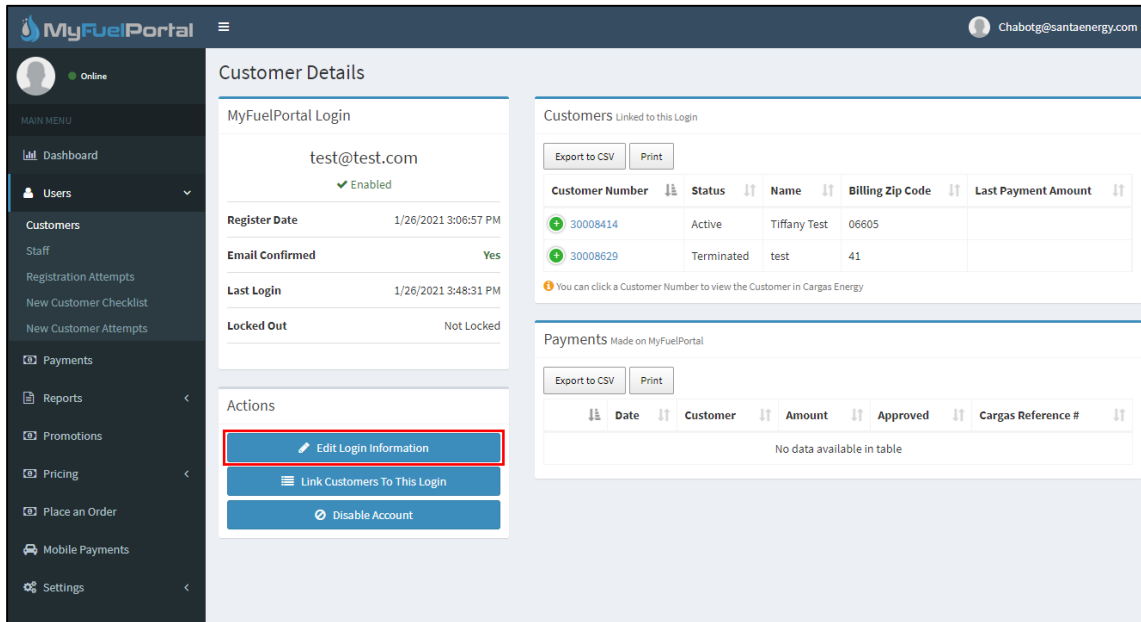 MyFuelPortal
Chabotg@santaenergy.com
Online
MAIN MENU
Dashboard
Users
Customers
Staff
Registration Attempts
New Customer Checklist
New Customer Attempts
Payments
Reports
Promotions
Pricing
Place an Order
Mobile Payments
Settings
Customer Details
MyFuelPortal Login
test@test.com
Enabled
Register Date 1/26/2021 3:06:57 PM
Email Confirmed Yes
Last Login 1/26/2021 3:48:31 PM
Locked Out Not Locked
Actions
Edit Login Information
Link Customers To This Login
Disable Account
Customers Linked to this Login
Export to CSV Print
Customer Number Status Name Billing Zip Code Last Payment Amount
30008414 Active Tiffany Test 06605
30008629 Terminated test 41
You can click a Customer Number to view the Customer in Cargas Energy
Payments Made on MyFuelPortal
Export to CSV Print
Date Customer Amount Approved Cargas Reference #
No data available in table